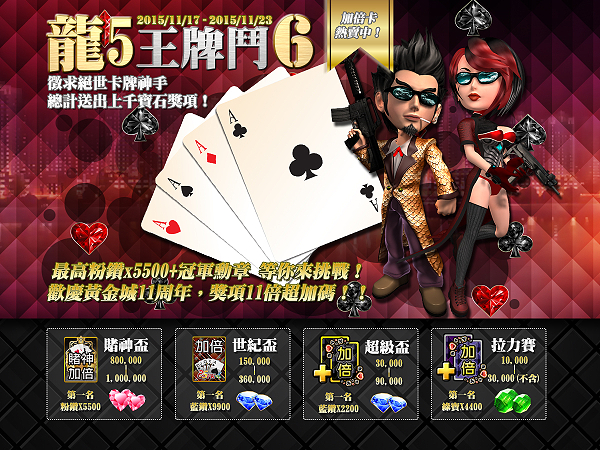 2015/11/17 - 2015/11/23
龍5王牌鬥6
加倍卡
熱賣中！
徵求絕世卡牌神手
總計送出上千寶石獎項！
A
A
A
A
最高粉鑽x5500+冠軍勳章 等你來挑戰！
歡慶黃金城11周年，獎項11倍超加碼！！
賭神
加倍
賭神盃
800,000
|
1,000,000
第一名
粉鑽X5500
加倍
世紀盃
150,000
|
360,000
第一名
藍鑽X9900
加倍
+
超級盃
30,000
|
90,000
第一名
藍鑽X2200
加倍
+
拉力賽
10,000
|
30,000(不含)
第一名
綠寶X4400